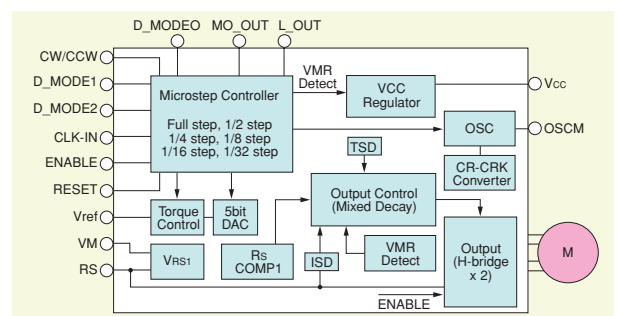 D_MODEO MO_OUT L_OUT
CW/CCW
D_MODE1
D_MODE2
CLK-IN
ENABLE
RESET
Vref
VM
RS
Microstep Controller
Full step, 1/2 step
1/4 step, 1/8 step
1/16 step, 1/32 step
VMR
Detect
VCC
Regulator
Vcc
OSC
OSCM
CR-CRK
Converter
TSD
Output Control
(Mixed Decay)
Torque
Control
5bit
DAC
VRS1
Rs
COMP1
ISD
VMR
Detect
Output
(H-bridge
x 2)
M
ENABLE